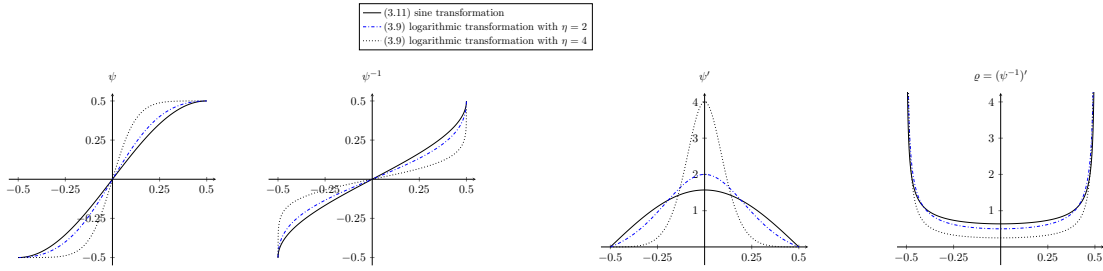 (3.11) sine transformation
(3.9) logarithmic transformation with η = 2
(3.9) logarithmic transformation with η = 4
ψ
−0.5 −0.25 0.25 0.5
0.5
0.25
−0.25
−0.5
ψ⁻¹
−0.5 −0.25 0.25 0.5
0.5
0.25
−0.25
−0.5
ψ′
4
3
2
1
−0.5 −0.25 0.25 0.5
ϱ = (ψ⁻¹)′
4
3
2
1
−0.5 −0.25 0.25 0.5